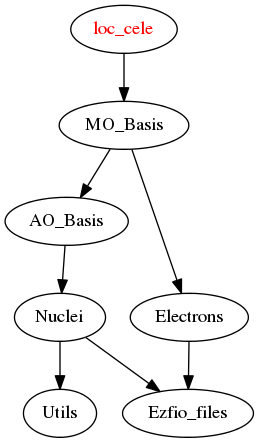 loc_cele
MO_Basis
AO_Basis
Nuclei
Electrons
Utils
Ezfio_files